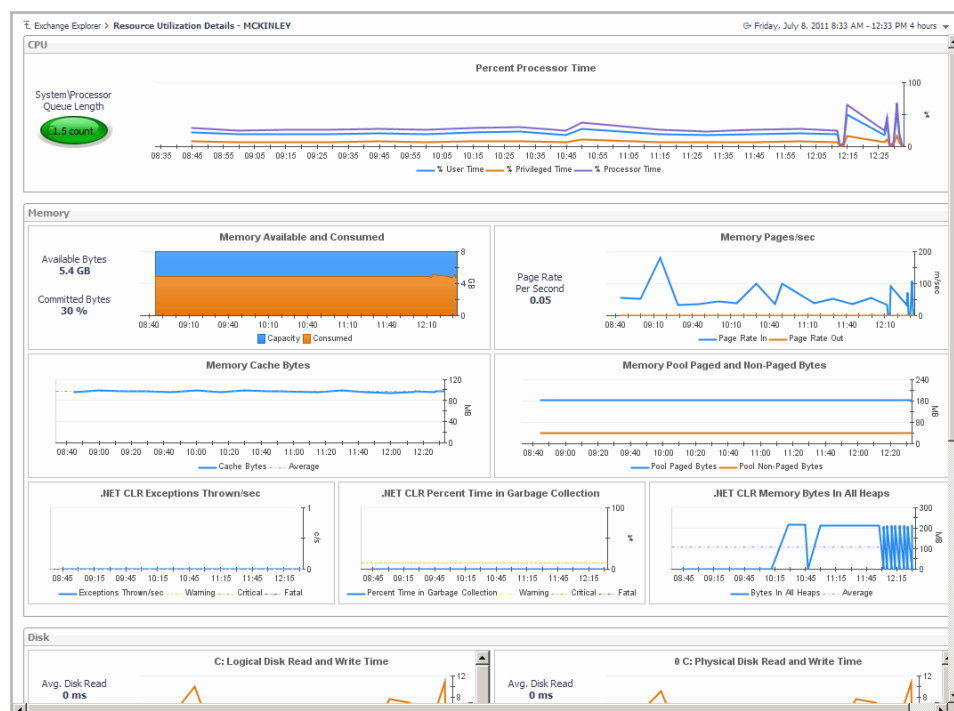 Exchange Explorer > Resource Utilization Details - MCKINLEY
Friday, July 8, 2011 8:33 AM - 12:33 PM 4 hours
CPU
Percent Processor Time
System\Processor
Queue Length
1.5 count
100
%
0
08:35 08:45 08:55 09:05 09:15 09:25 09:35 09:45 09:55 10:05 10:15 10:25 10:35 10:45 10:55 11:05 11:15 11:25 11:35 11:45 11:55 12:05 12:15 12:25
% User Time % Privileged Time % Processor Time
Memory
Memory Available and Consumed
Available Bytes
5.4 GB
Committed Bytes
30 %
8
4
0
GB
08:40 09:10 09:40 10:10 10:40 11:10 11:40 12:10
Capacity Consumed
Memory Pages/sec
Page Rate
Per Second
0.05
200
100
0
m/sec
08:40 09:10 09:40 10:10 10:40 11:10 11:40 12:10
Page Rate In Page Rate Out
Memory Cache Bytes
120
80
40
0
MB
08:40 09:00 09:20 09:40 10:00 10:20 10:40 11:00 11:20 11:40 12:00 12:20
Cache Bytes Average
Memory Pool Paged and Non-Paged Bytes
240
160
80
0
MB
08:40 09:00 09:20 09:40 10:00 10:20 10:40 11:00 11:20 11:40 12:00 12:20
Pool Paged Bytes Pool Non-Paged Bytes
.NET CLR Exceptions Thrown/sec
1
c/s
0
08:45 09:15 09:45 10:15 10:45 11:15 11:45 12:15
Exceptions Thrown/sec Warning Critical Fatal
.NET CLR Percent Time in Garbage Collection
100
%
0
08:45 09:15 09:45 10:15 10:45 11:15 11:45 12:15
Percent Time in Garbage Collection Warning Critical Fatal
.NET CLR Memory Bytes In All Heaps
300
200
100
0
MB
08:45 09:15 09:45 10:15 10:45 11:15 11:45 12:15
Bytes In All Heaps Average
Disk
C: Logical Disk Read and Write Time
Avg. Disk Read
0 ms
12
8
0 C: Physical Disk Read and Write Time
Avg. Disk Read
0 ms
12
8